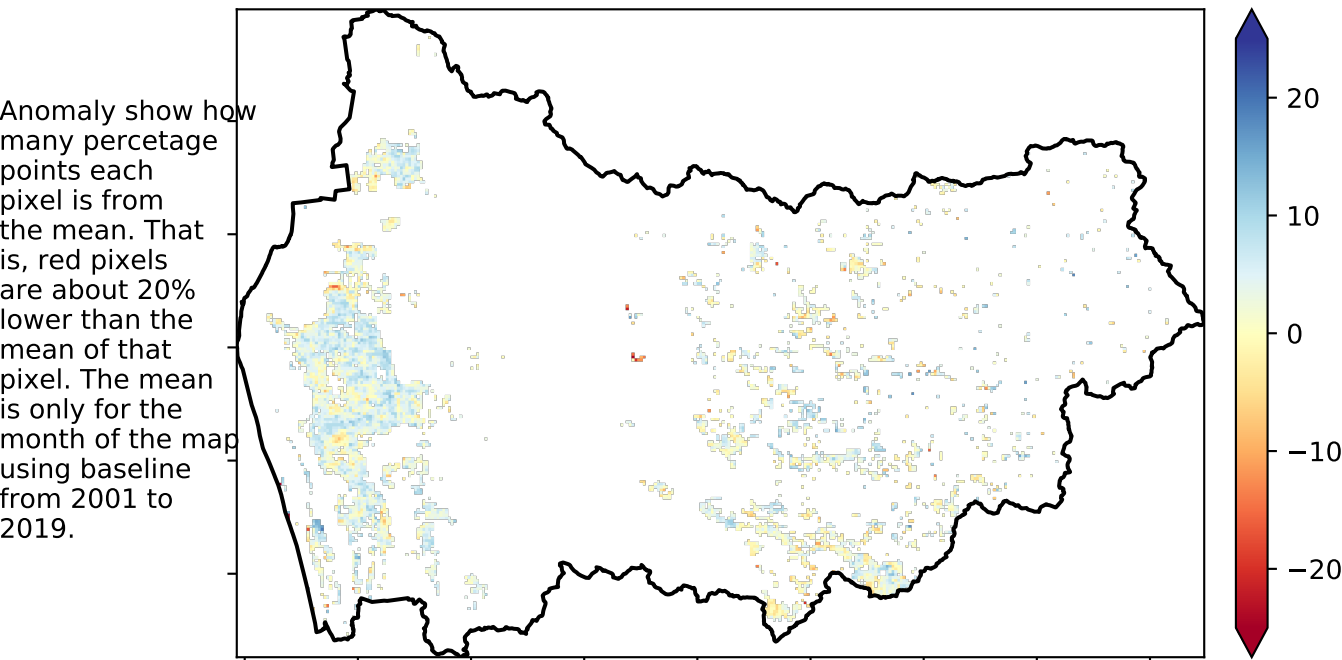 Anomaly show how
many percetage
points each
pixel is from
the mean. That
is, red pixels
are about 20%
lower than the
mean of that
pixel. The mean
is only for the
month of the map
using baseline
from 2001 to
2019.
20
10
0
−10
−20